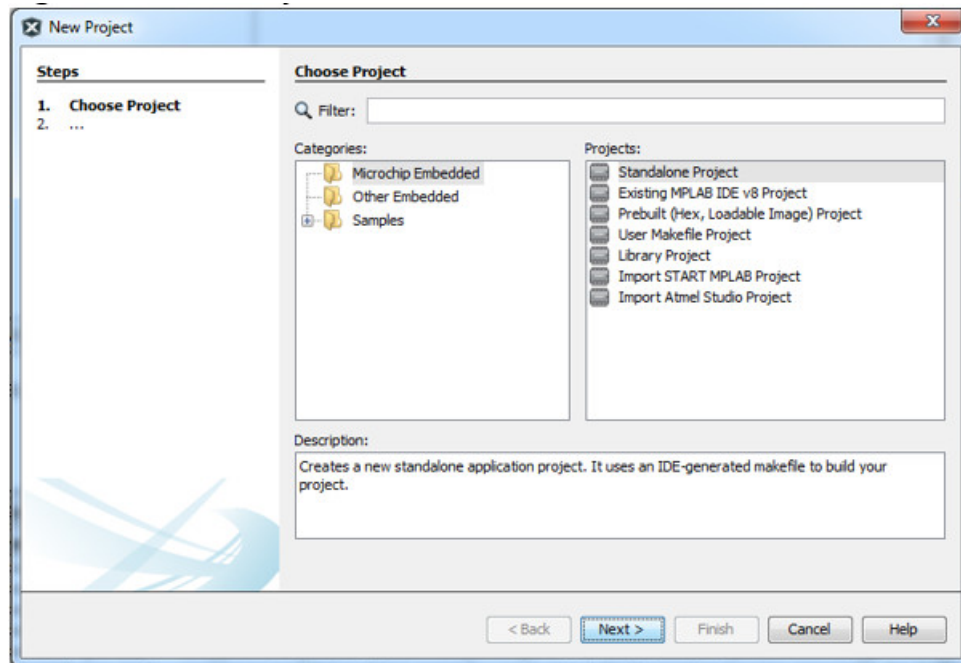 New Project
Steps
1. Choose Project
2. ...
Choose Project
Filter:
Categories:
Microchip Embedded
Other Embedded
Samples
Projects:
Standalone Project
Existing MPLAB IDE v8 Project
Prebuilt (Hex, Loadable Image) Project
User Makefile Project
Library Project
Import START MPLAB Project
Import Atmel Studio Project
Description:
Creates a new standalone application project. It uses an IDE-generated makefile to build your
project.
< Back
Next >
Finish
Cancel
Help